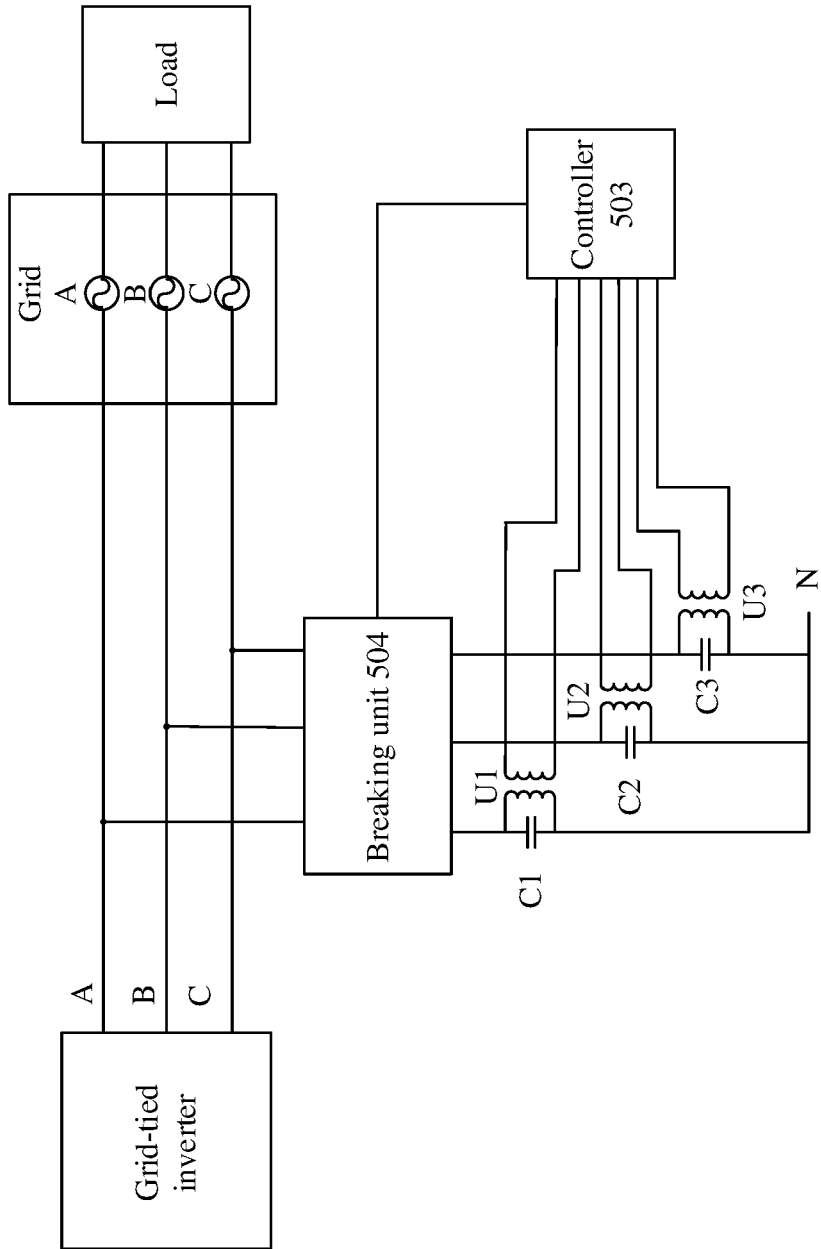 Grid-tied
inverter
A
B
C
Grid
A
B
C
Load
Breaking unit 504
Controller
503
C1
U1
C2
U2
C3
U3
N